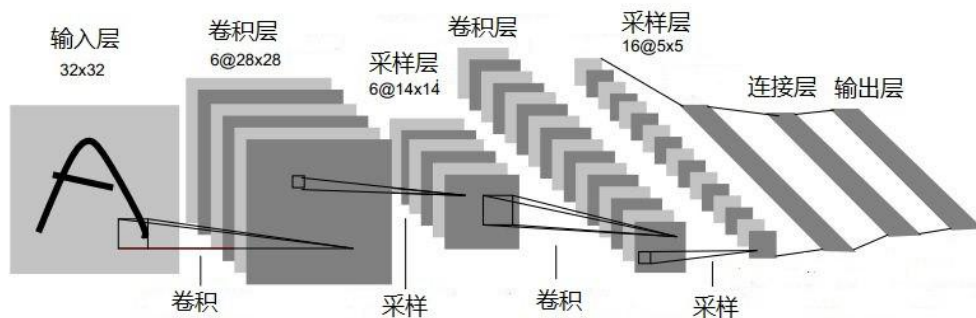 输入层
32x32
卷积层
6@28x28
采样层
6@14x14
卷积层
采样层
16@5x5
连接层
输出层
A
卷积
采样
卷积
采样